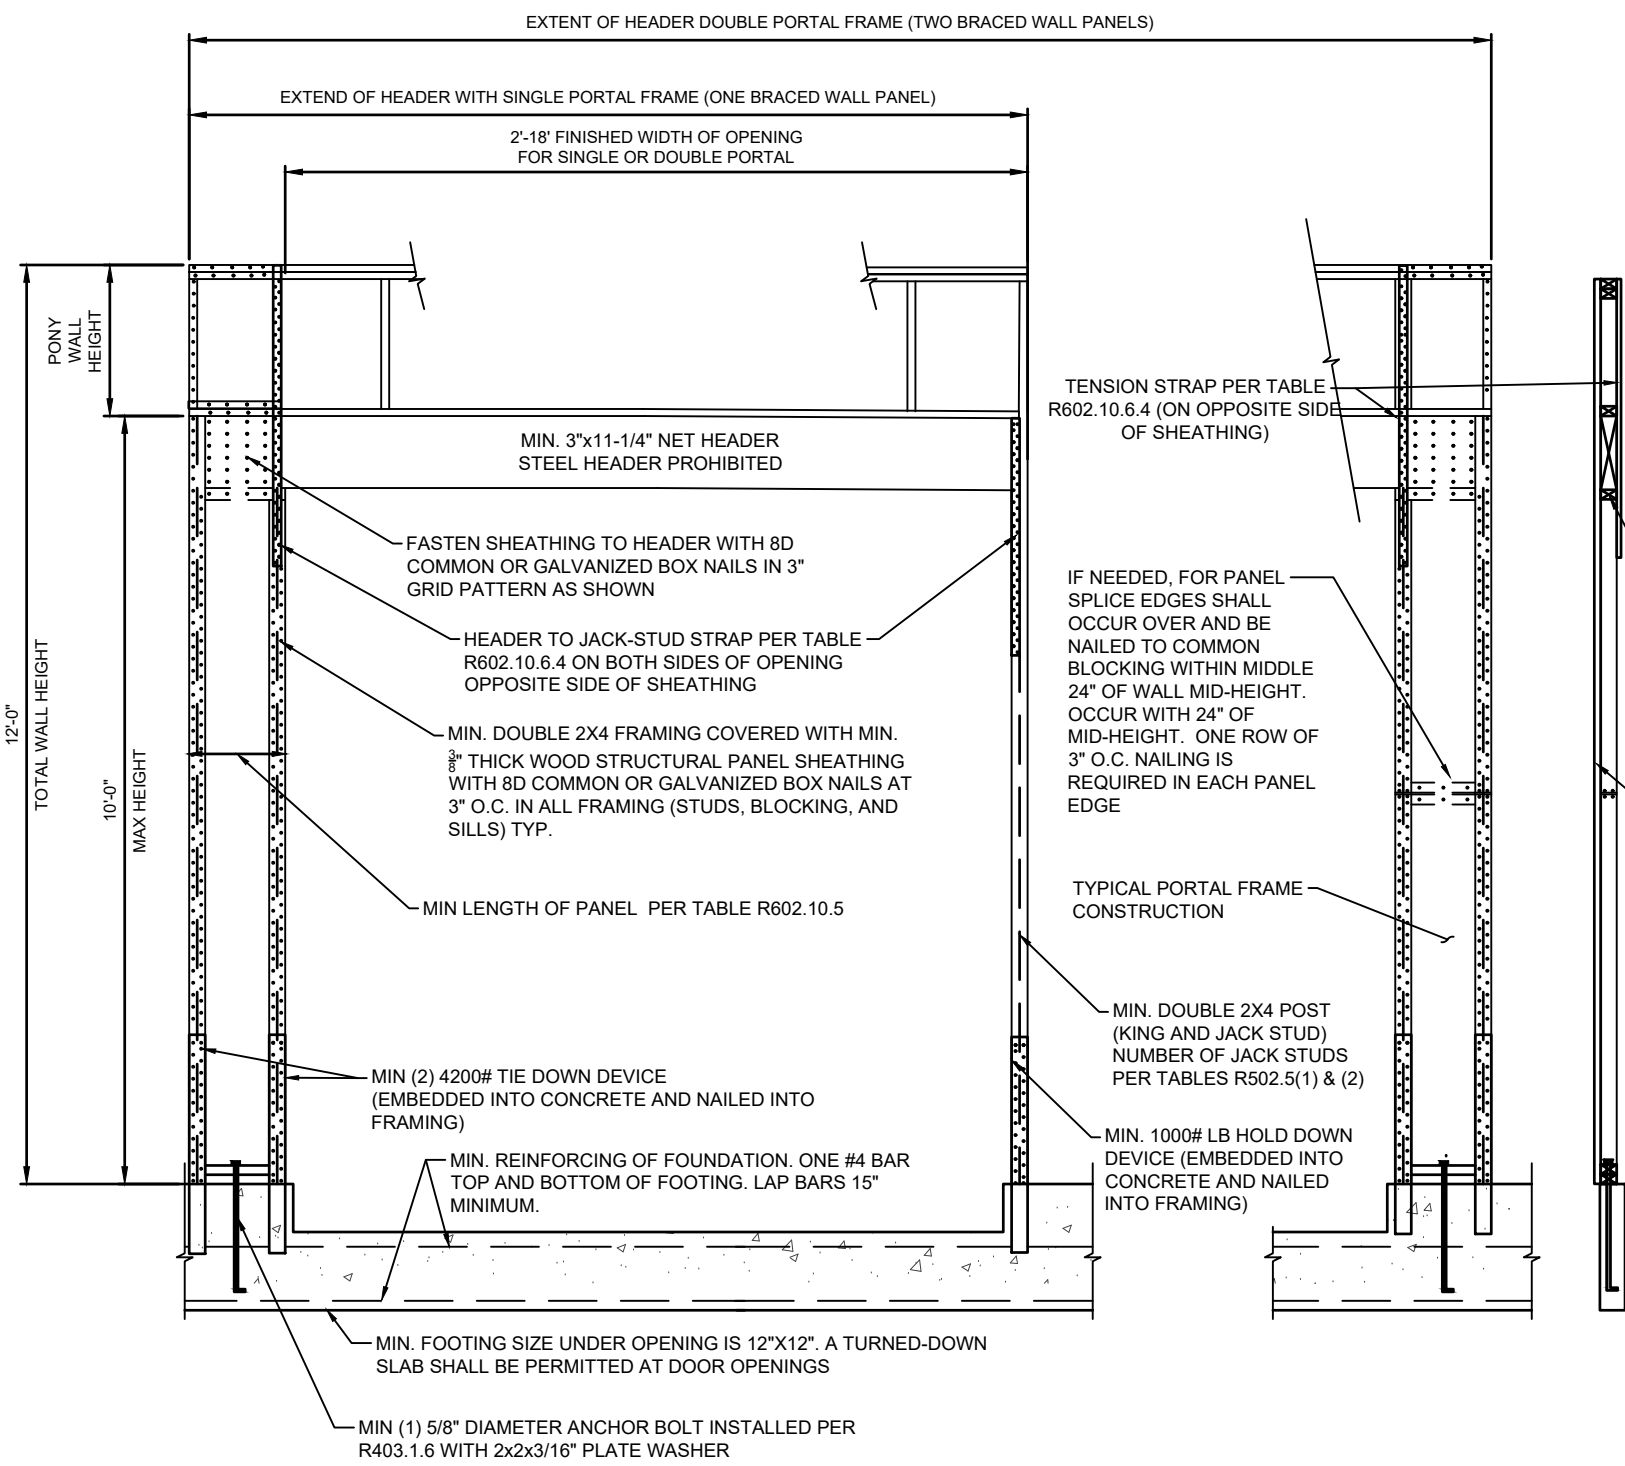 EXTENT OF HEADER DOUBLE PORTAL FRAME (TWO BRACED WALL PANELS)
EXTEND OF HEADER WITH SINGLE PORTAL FRAME (ONE BRACED WALL PANEL)
2'-18' FINISHED WIDTH OF OPENING
FOR SINGLE OR DOUBLE PORTAL
PONY
WALL
HEIGHT
12'-0"
TOTAL WALL HEIGHT
10'-0"
MAX HEIGHT
MIN. 3"x11-1/4" NET HEADER
STEEL HEADER PROHIBITED
TENSION STRAP PER TABLE
R602.10.6.4 (ON OPPOSITE SIDE
OF SHEATHING)
FASTEN SHEATHING TO HEADER WITH 8D
COMMON OR GALVANIZED BOX NAILS IN 3"
GRID PATTERN AS SHOWN
HEADER TO JACK-STUD STRAP PER TABLE
R602.10.6.4 ON BOTH SIDES OF OPENING
OPPOSITE SIDE OF SHEATHING
IF NEEDED, FOR PANEL
SPLICE EDGES SHALL
OCCUR OVER AND BE
NAILED TO COMMON
BLOCKING WITHIN MIDDLE
24" OF WALL MID-HEIGHT.
OCCUR WITH 24" OF
MID-HEIGHT. ONE ROW OF
3" O.C. NAILING IS
REQUIRED IN EACH PANEL
EDGE
MIN. DOUBLE 2X4 FRAMING COVERED WITH MIN.
3/8" THICK WOOD STRUCTURAL PANEL SHEATHING
WITH 8D COMMON OR GALVANIZED BOX NAILS AT
3" O.C. IN ALL FRAMING (STUDS, BLOCKING, AND
SILLS) TYP.
MIN LENGTH OF PANEL PER TABLE R602.10.5
TYPICAL PORTAL FRAME
CONSTRUCTION
MIN. DOUBLE 2X4 POST
(KING AND JACK STUD)
NUMBER OF JACK STUDS
PER TABLES R502.5(1) & (2)
MIN (2) 4200# TIE DOWN DEVICE
(EMBEDDED INTO CONCRETE AND NAILED INTO
FRAMING)
MIN. 1000# LB HOLD DOWN
DEVICE (EMBEDDED INTO
CONCRETE AND NAILED
INTO FRAMING)
MIN. REINFORCING OF FOUNDATION. ONE #4 BAR
TOP AND BOTTOM OF FOOTING. LAP BARS 15"
MINIMUM.
MIN. FOOTING SIZE UNDER OPENING IS 12"X12". A TURNED-DOWN
SLAB SHALL BE PERMITTED AT DOOR OPENINGS
MIN (1) 5/8" DIAMETER ANCHOR BOLT INSTALLED PER
R403.1.6 WITH 2x2x3/16" PLATE WASHER